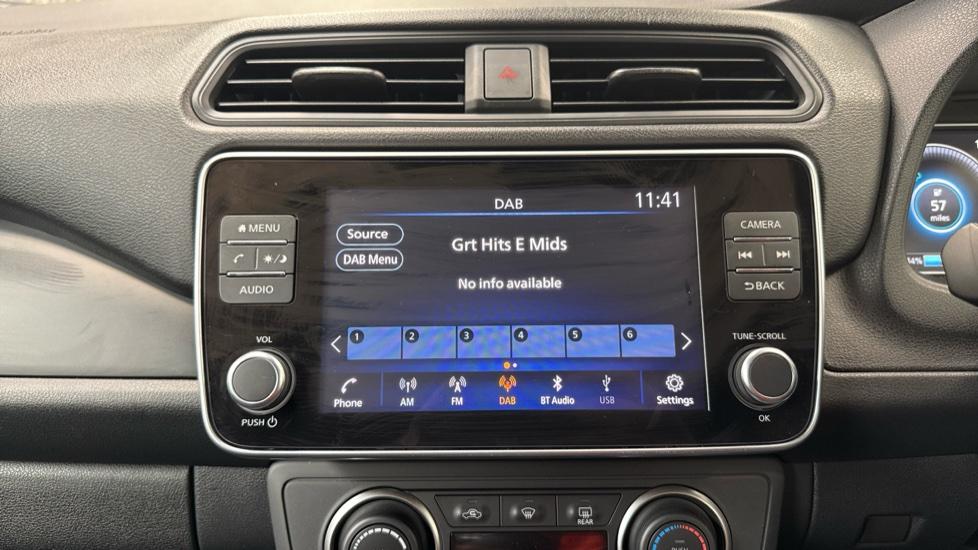 DAB
11:41
MENU
AUDIO
Source
DAB Menu
Grt Hits E Mids
No info available
CAMERA
BACK
57
miles
1 2 3 4 5 6
VOL
TUNE-SCROLL
Phone
AM
FM
DAB
BT Audio
USB
Settings
PUSH
OK
REAR
PUSH